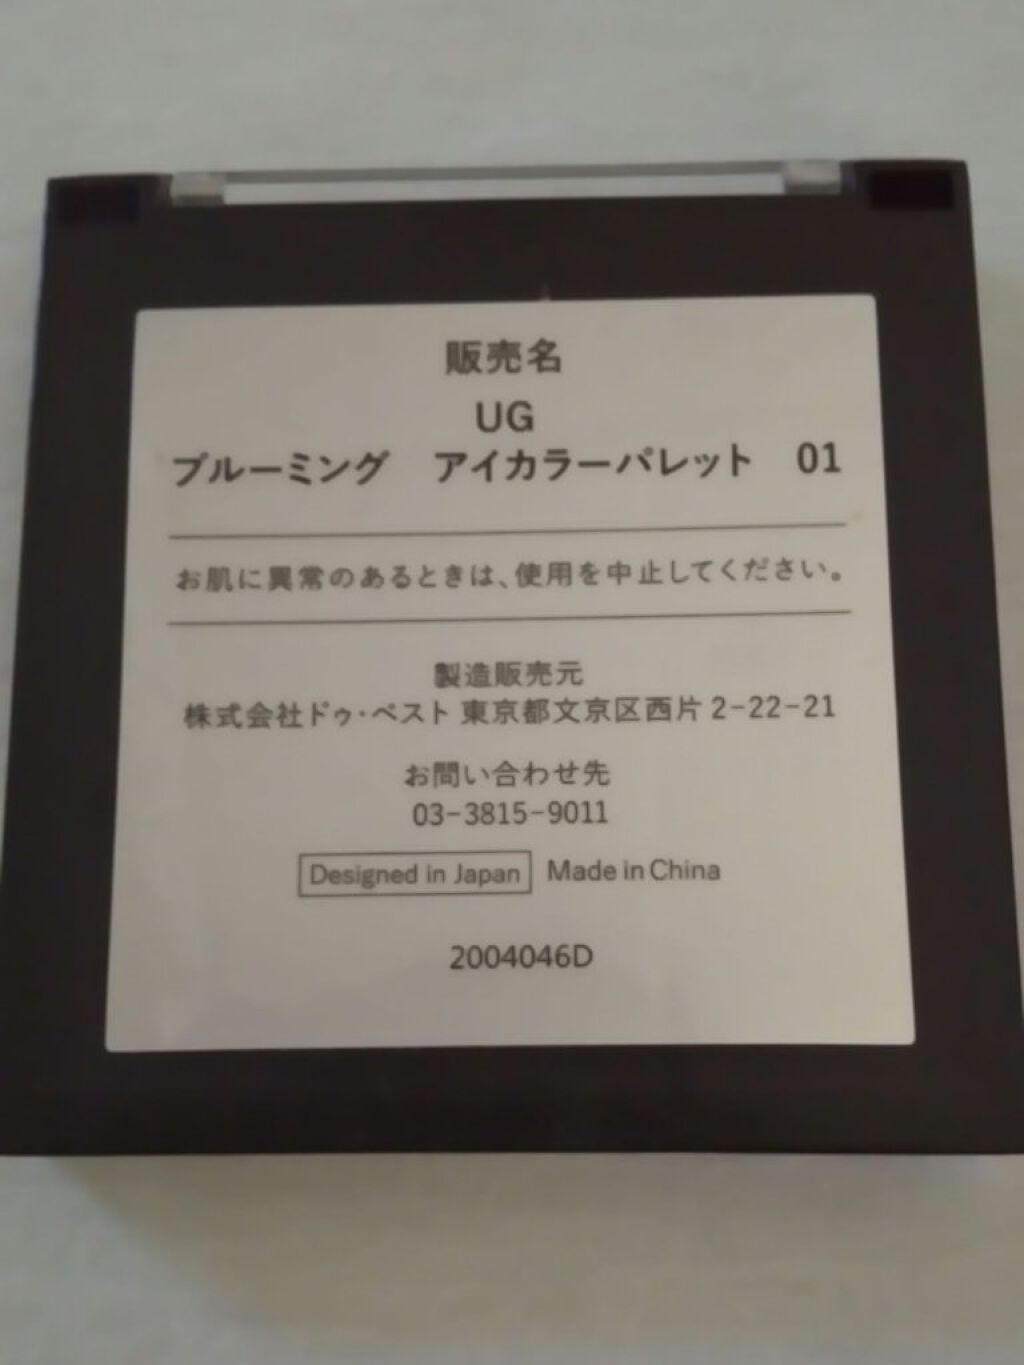 販売名
UG
ブルーミング　アイカラーパレット　01
お肌に異常のあるときは、使用を中止してください。
製造販売元
株式会社ドゥ・ベスト 東京都文京区西片 2-22-21
お問い合わせ先
03-3815-9011
Designed in Japan Made in China
2004046D